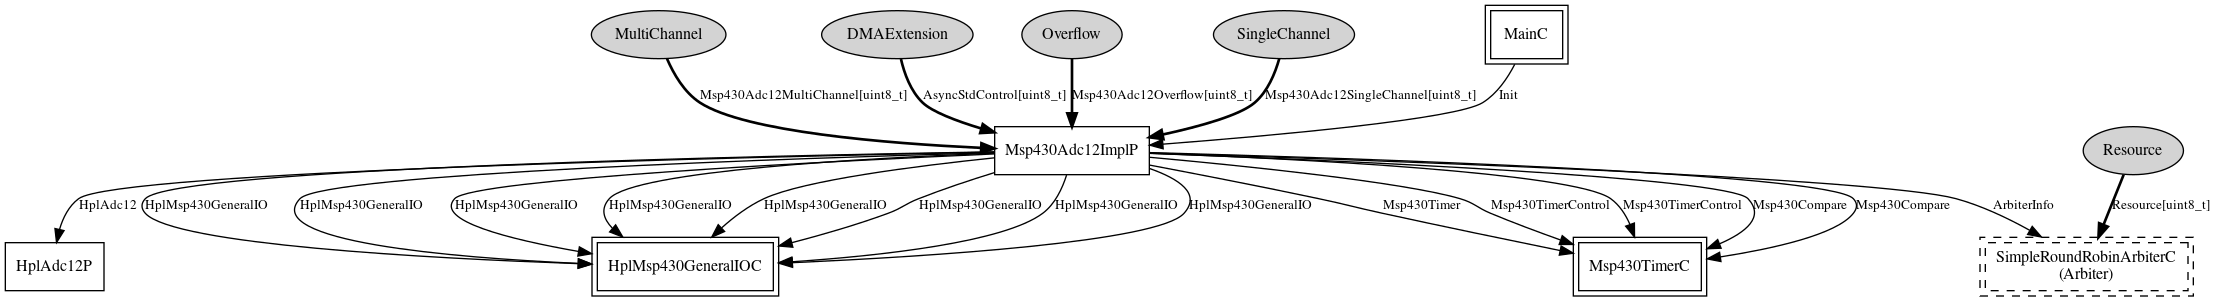 MultiChannel
DMAExtension
Overflow
SingleChannel
MainC
Msp430Adc12MultiChannel[uint8_t]
AsyncStdControl[uint8_t]
Msp430Adc12Overflow[uint8_t]
Msp430Adc12SingleChannel[uint8_t]
Init
Msp430Adc12ImplP
Resource
HplAdc12
HplMsp430GeneralIO
HplMsp430GeneralIO
HplMsp430GeneralIO
HplMsp430GeneralIO
HplMsp430GeneralIO
HplMsp430GeneralIO
HplMsp430GeneralIO
HplMsp430GeneralIO
Msp430Timer
Msp430TimerControl
Msp430TimerControl
Msp430Compare
Msp430Compare
ArbiterInfo
Resource[uint8_t]
HplAdc12P
HplMsp430GeneralIOC
Msp430TimerC
SimpleRoundRobinArbiterC
(Arbiter)